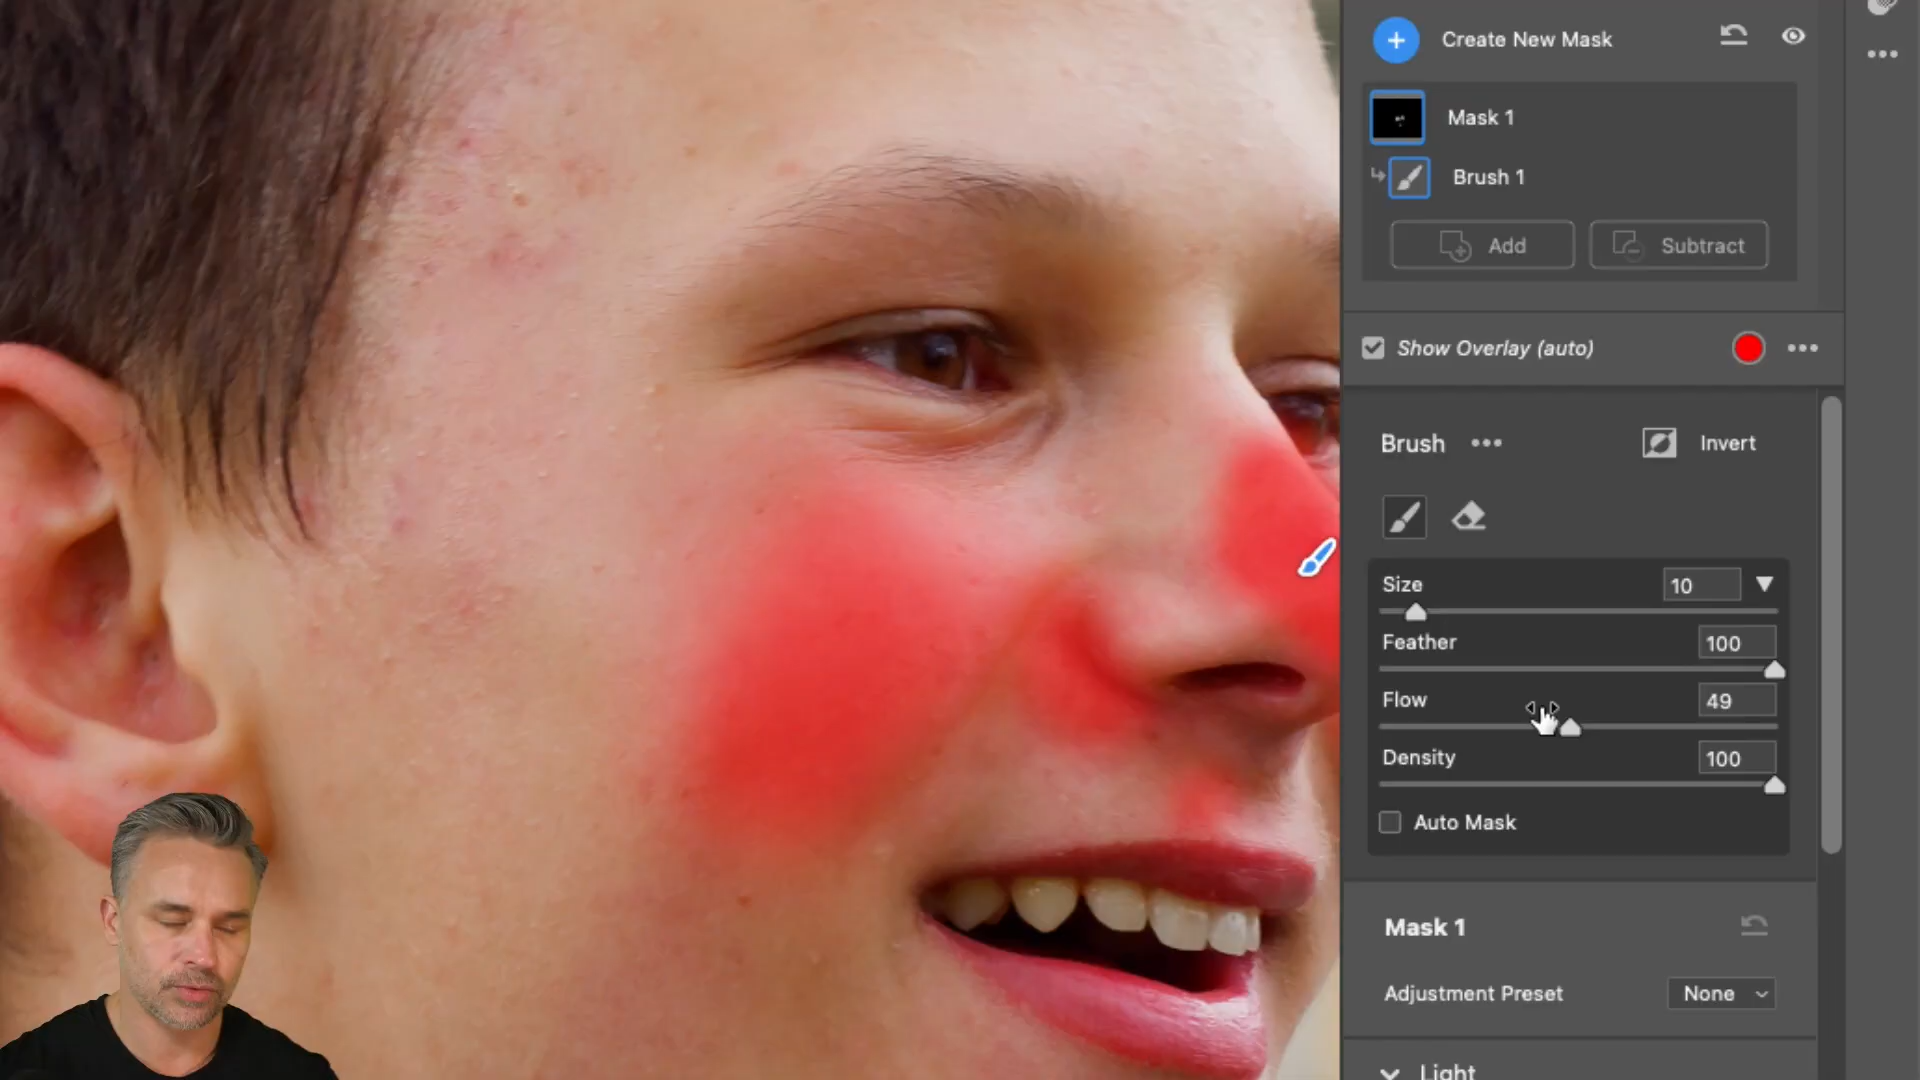 Create New Mask
Mask 1
Brush 1
Add
Subtract
Show Overlay (auto)
Brush
Invert
Size
10
Feather
100
Flow
49
Density
100
Auto Mask
Mask 1
Adjustment Preset
None
Light